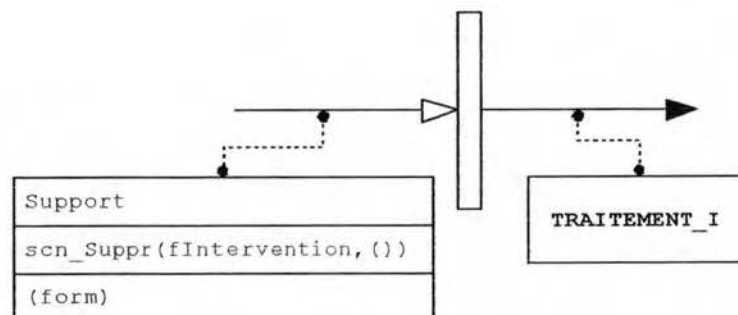 Support
scn_Suppr(fIntervention,())
(form)
TRAITEMENT_I